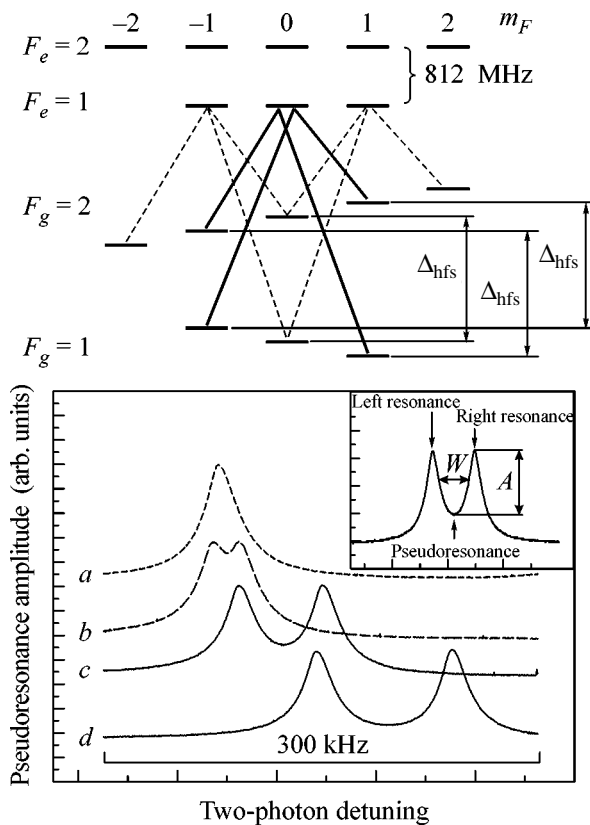 –2 –1 0 1 2 m_F
F_e = 2
812 MHz
F_e = 1
F_g = 2
Δ_hfs
Δ_hfs
Δ_hfs
F_g = 1
Pseudoresonance amplitude (arb. units)
Left resonance
Right resonance
W
A
Pseudoresonance
a
b
c
d
300 kHz
Two-photon detuning